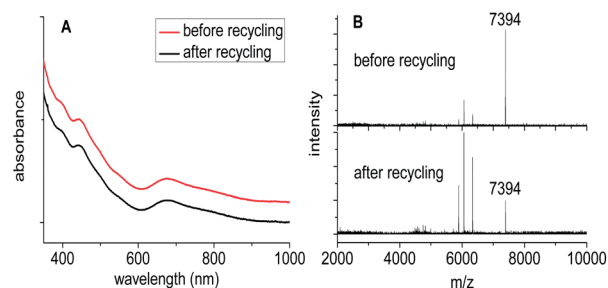 A
before recycling
after recycling
absorbance
400 600 800 1000
wavelength (nm)
B
7394
before recycling
intensity
after recycling
7394
2000 4000 6000 8000 10000
m/z